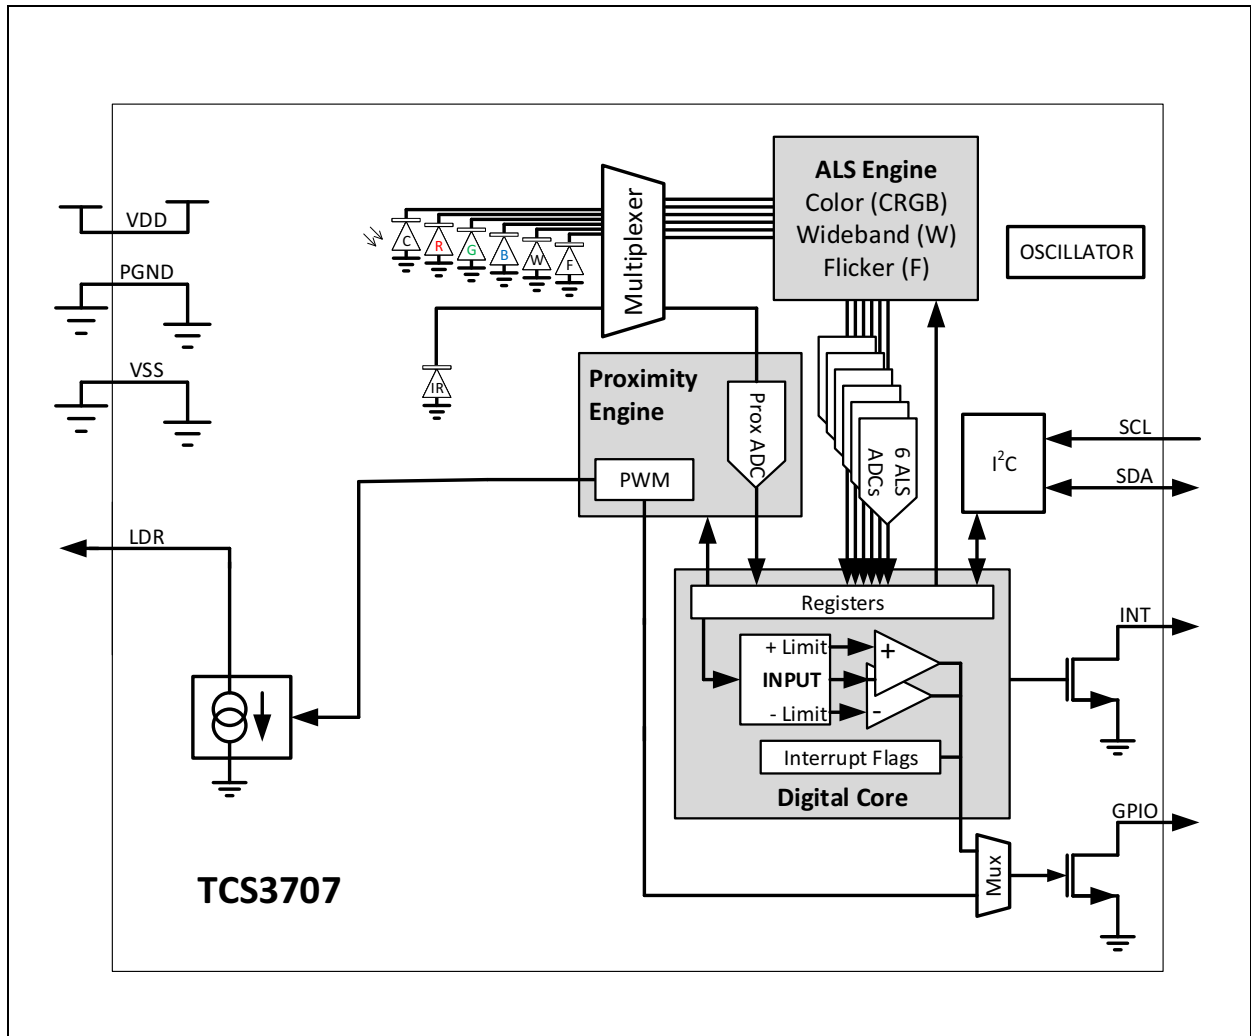 ALS Engine
Color (CRGB)
Wideband (W)
Flicker (F)
OSCILLATOR
Multiplexer
C
R
G
B
W
F
IR
VDD
PGND
VSS
Proximity
Engine
Prox ADC
PWM
6 ALS
ADCs
I²C
SCL
SDA
LDR
Registers
+ Limit
INPUT
- Limit
+
-
Interrupt Flags
Digital Core
INT
GPIO
Mux
TCS3707